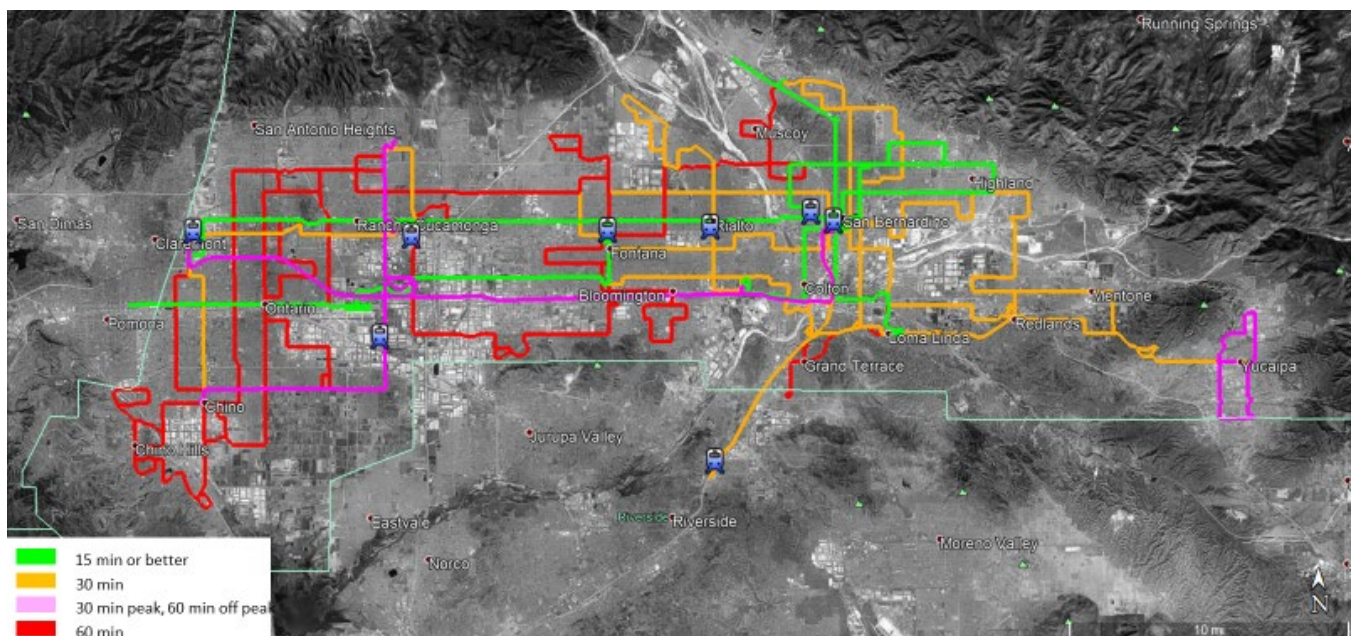 Running Springs
San Antonio Heights
Muscoy
Highland
San Dimas
Rancho Cucamonga
Rialto
San Bernardino
Claremont
Fontana
Bloomington
Colton
Mentone
Pomona
Ontario
Redlands
Loma Linda
Grand Terrace
Yucaipa
Chino
Jurupa Valley
Chino Hills
Eastvale
Riverside
Riverside
Moreno Valley
Norco
15 min or better
30 min
30 min peak, 60 min off peak
60 min
N
10 mi